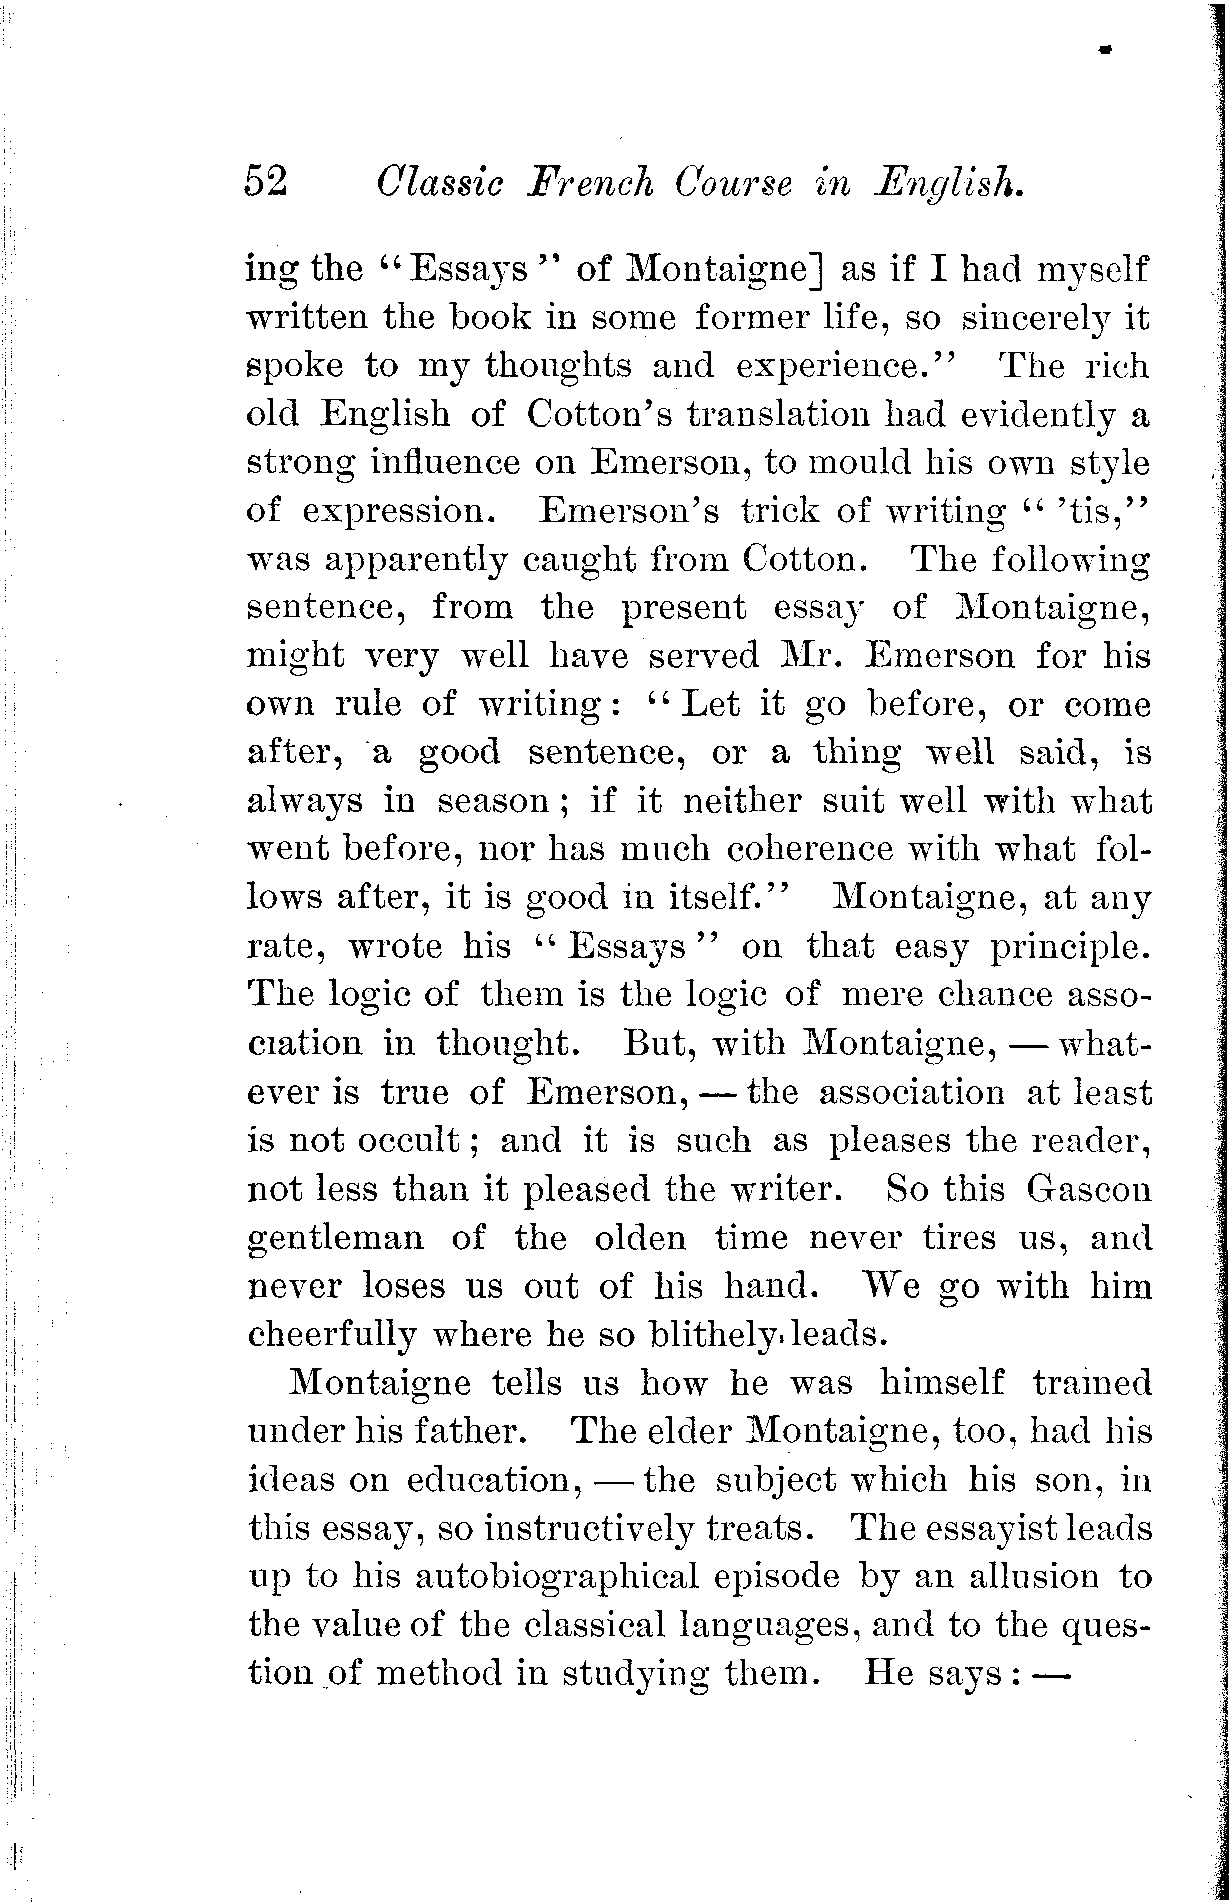 52 Classic French Course in English.
ing the "Essays" of Montaigne] as if I had myself
written the book in some former life, so sincerely it
spoke to my thoughts and experience." The rich
old English of Cotton's translation had evidently a
strong influence on Emerson, to mould his own style
of expression. Emerson's trick of writing "'tis,"
was apparently caught from Cotton. The following
sentence, from the present essay of Montaigne,
might very well have served Mr. Emerson for his
own rule of writing: "Let it go before, or come
after, a good sentence, or a thing well said, is
always in season; if it neither suit well with what
went before, nor has much coherence with what fol-
lows after, it is good in itself." Montaigne, at any
rate, wrote his "Essays" on that easy principle.
The logic of them is the logic of mere chance asso-
ciation in thought. But, with Montaigne,—what-
ever is true of Emerson,—the association at least
is not occult; and it is such as pleases the reader,
not less than it pleased the writer. So this Gascon
gentleman of the olden time never tires us, and
never loses us out of his hand. We go with him
cheerfully where he so blithely leads.
Montaigne tells us how he was himself trained
under his father. The elder Montaigne, too, had his
ideas on education,—the subject which his son, in
this essay, so instructively treats. The essayist leads
up to his autobiographical episode by an allusion to
the value of the classical languages, and to the ques-
tion of method in studying them. He says:—